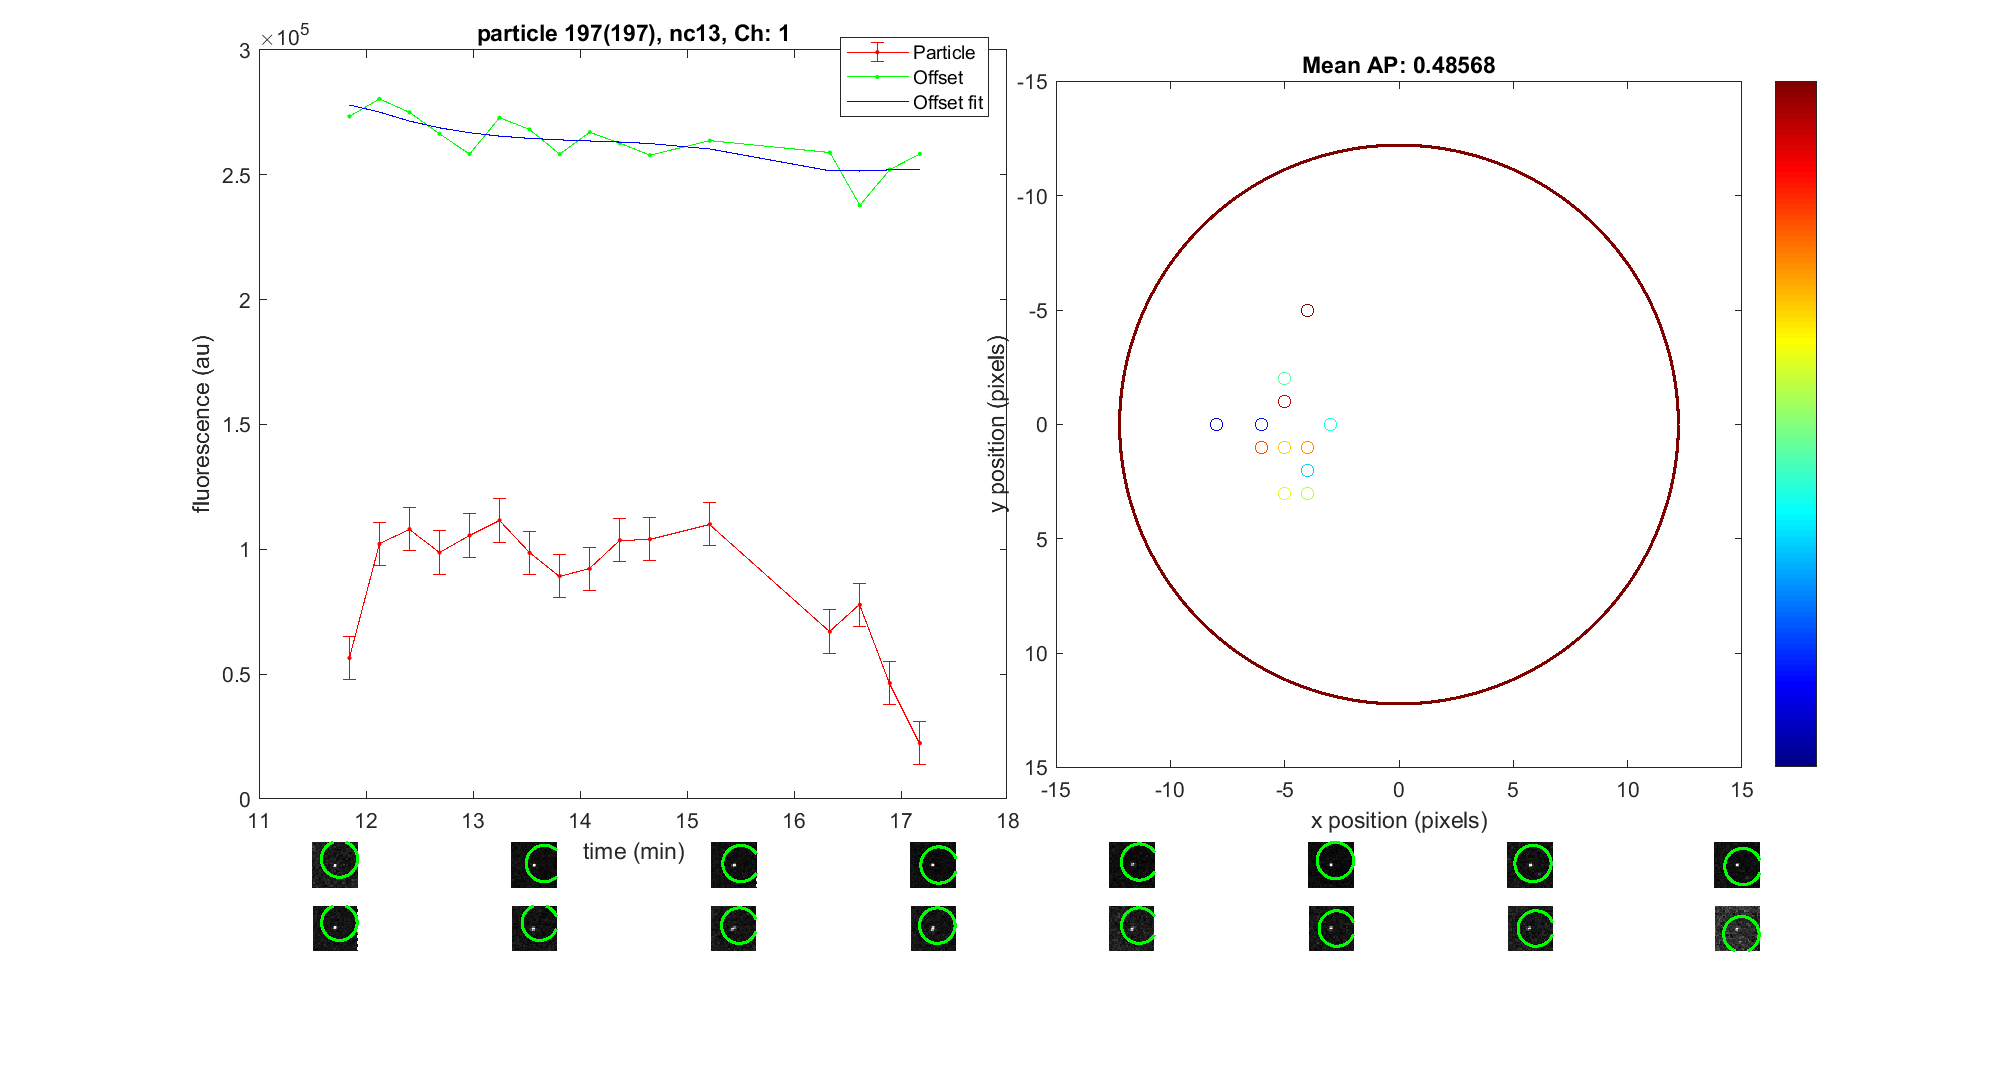 particle 197(197), nc13, Ch: 1
×10^5
3
2.5
2
1.5
1
0.5
0
fluorescence (au)
11 12 13 14 15 16 17 18
time (min)
Particle
Offset
Offset fit
Mean AP: 0.48568
-15
-10
-5
0
5
10
15
y position (pixels)
-15 -10 -5 0 5 10 15
x position (pixels)